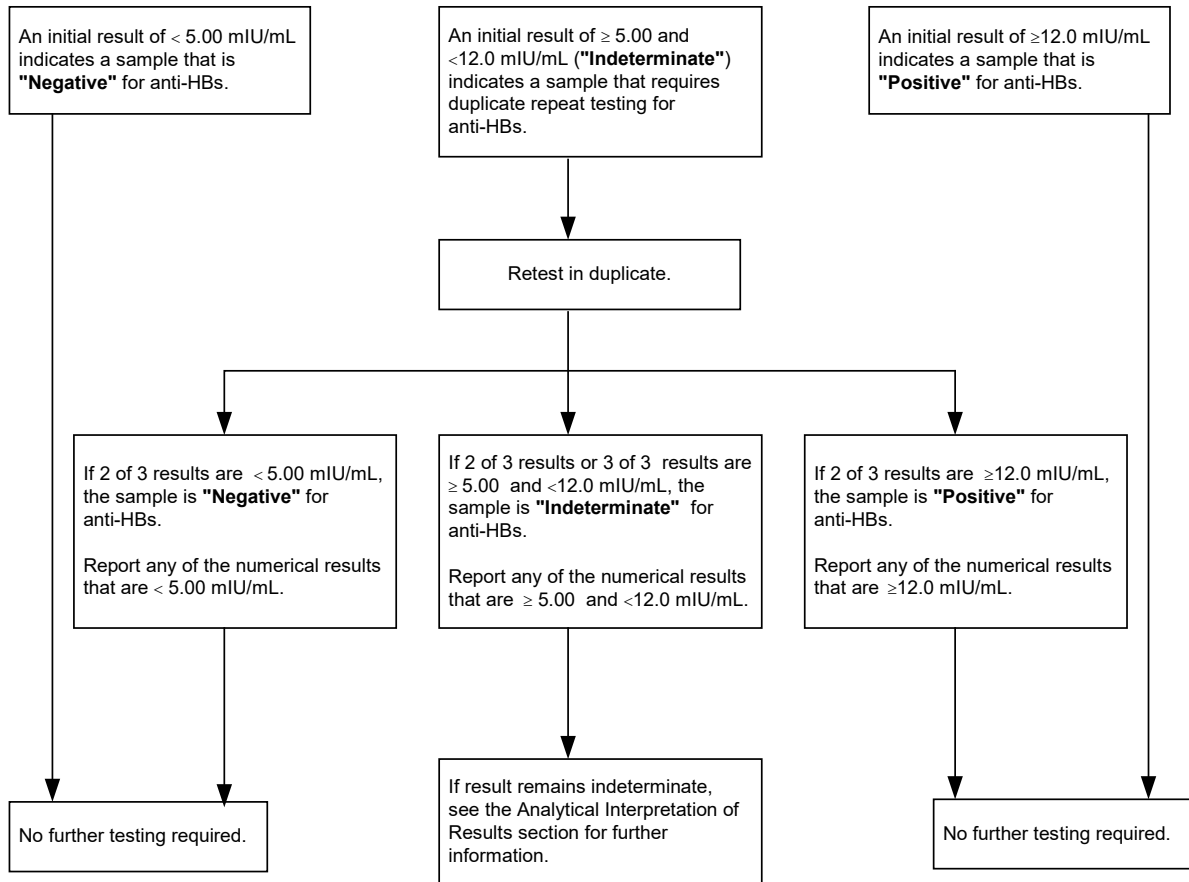 An initial result of < 5.00 mIU/mL
indicates a sample that is
"Negative" for anti-HBs.
An initial result of ≥ 5.00 and
<12.0 mIU/mL ("Indeterminate")
indicates a sample that requires
duplicate repeat testing for
anti-HBs.
An initial result of ≥12.0 mIU/mL
indicates a sample that is
"Positive" for anti-HBs.
Retest in duplicate.
If 2 of 3 results are < 5.00 mIU/mL,
the sample is "Negative" for
anti-HBs.
Report any of the numerical results
that are < 5.00 mIU/mL.
If 2 of 3 results or 3 of 3 results are
≥ 5.00 and <12.0 mIU/mL, the
sample is "Indeterminate" for
anti-HBs.
Report any of the numerical results
that are ≥ 5.00 and <12.0 mIU/mL.
If 2 of 3 results are ≥12.0 mIU/mL,
the sample is "Positive" for
anti-HBs.
Report any of the numerical results
that are ≥12.0 mIU/mL.
No further testing required.
If result remains indeterminate,
see the Analytical Interpretation of
Results section for further
information.
No further testing required.